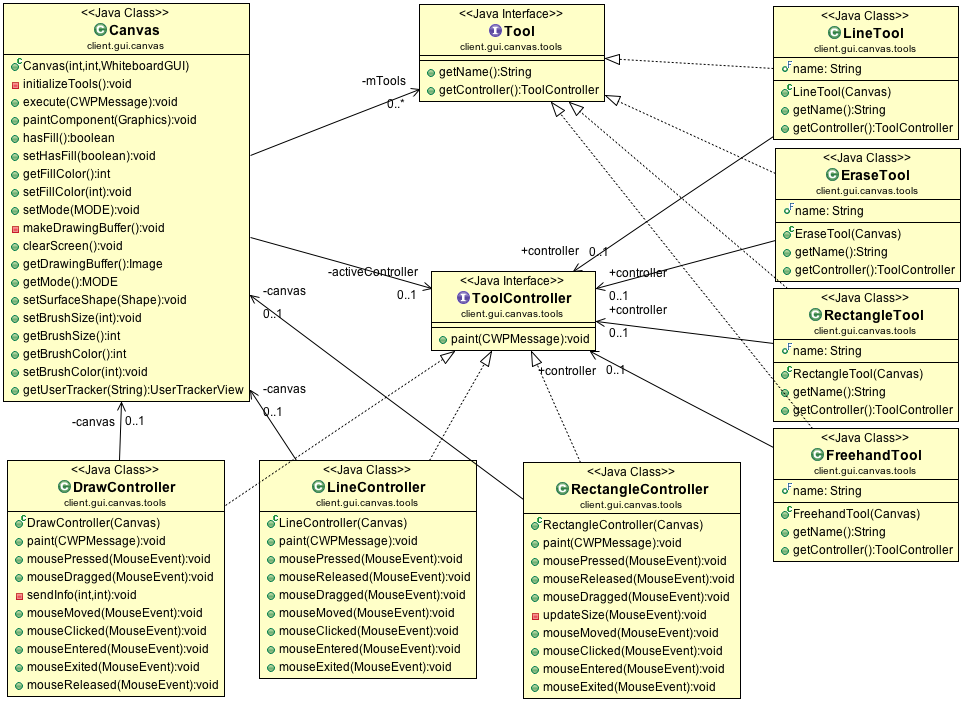 <<Java Class>>
Canvas
client.gui.canvas
Canvas(int,int,WhiteboardGUI)
initializeTools():void
execute(CWPMessage):void
paintComponent(Graphics):void
hasFill():boolean
setHasFill(boolean):void
getFillColor():int
setFillColor(int):void
setMode(MODE):void
makeDrawingBuffer():void
clearScreen():void
getDrawingBuffer():Image
getMode():MODE
setSurfaceShape(Shape):void
setBrushSize(int):void
getBrushSize():int
getBrushColor():int
setBrushColor(int):void
getUserTracker(String):UserTrackerView
<<Java Interface>>
Tool
client.gui.canvas.tools
getName():String
getController():ToolController
-mTools
0..*
<<Java Class>>
LineTool
client.gui.canvas.tools
name: String
LineTool(Canvas)
getName():String
getController():ToolController
<<Java Class>>
EraseTool
client.gui.canvas.tools
name: String
EraseTool(Canvas)
getName():String
getController():ToolController
+controller
0..1
+controller
0..1
+controller
0..1
+controller
0..1
-activeController
0..1
<<Java Interface>>
ToolController
client.gui.canvas.tools
paint(CWPMessage):void
<<Java Class>>
RectangleTool
client.gui.canvas.tools
name: String
RectangleTool(Canvas)
getName():String
getController():ToolController
<<Java Class>>
FreehandTool
client.gui.canvas.tools
name: String
FreehandTool(Canvas)
getName():String
getController():ToolController
-canvas
0..1
-canvas
0..1
-canvas
0..1
<<Java Class>>
DrawController
client.gui.canvas.tools
DrawController(Canvas)
paint(CWPMessage):void
mousePressed(MouseEvent):void
mouseDragged(MouseEvent):void
sendInfo(int,int):void
mouseMoved(MouseEvent):void
mouseClicked(MouseEvent):void
mouseEntered(MouseEvent):void
mouseExited(MouseEvent):void
mouseReleased(MouseEvent):void
<<Java Class>>
LineController
client.gui.canvas.tools
LineController(Canvas)
paint(CWPMessage):void
mousePressed(MouseEvent):void
mouseReleased(MouseEvent):void
mouseDragged(MouseEvent):void
mouseMoved(MouseEvent):void
mouseClicked(MouseEvent):void
mouseEntered(MouseEvent):void
mouseExited(MouseEvent):void
<<Java Class>>
RectangleController
client.gui.canvas.tools
RectangleController(Canvas)
paint(CWPMessage):void
mousePressed(MouseEvent):void
mouseReleased(MouseEvent):void
mouseDragged(MouseEvent):void
updateSize(MouseEvent):void
mouseMoved(MouseEvent):void
mouseClicked(MouseEvent):void
mouseEntered(MouseEvent):void
mouseExited(MouseEvent):void